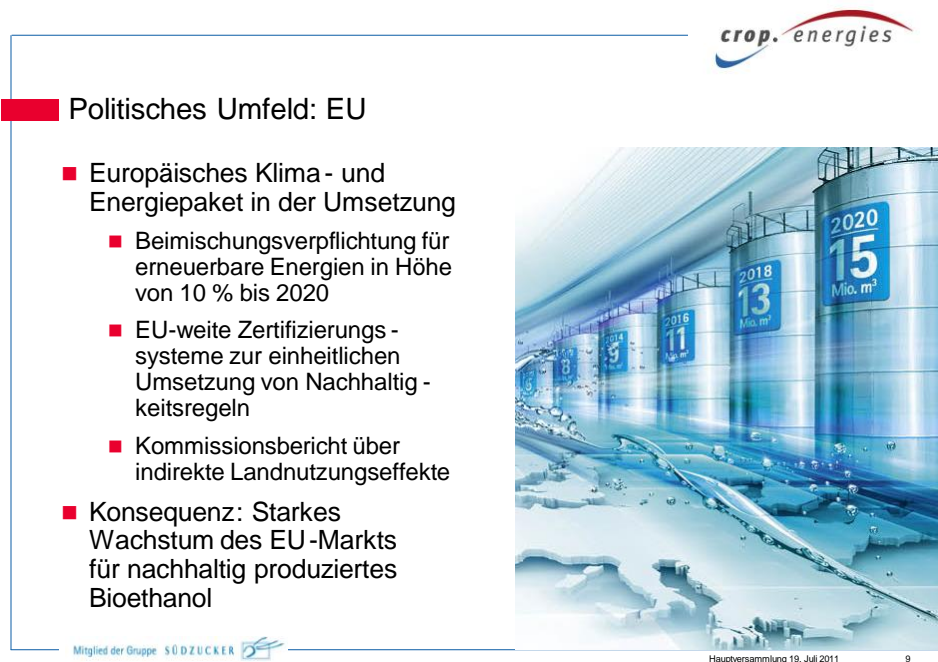 crop. energies
Politisches Umfeld: EU
Europäisches Klima - und
Energiepaket in der Umsetzung
Beimischungsverpflichtung für
erneuerbare Energien in Höhe
von 10 % bis 2020
EU-weite Zertifizierungs -
systeme zur einheitlichen
Umsetzung von Nachhaltig -
keitsregeln
Kommissionsbericht über
indirekte Landnutzungseffekte
Konsequenz: Starkes
Wachstum des EU-Markts
für nachhaltig produziertes
Bioethanol
8
2014
9
2016
11
Mio. m³
2018
13
Mio. m³
2020
15
Mio. m³
Mitglied der Gruppe SÜDZUCKER
Hauptversammlung 19. Juli 2011 9